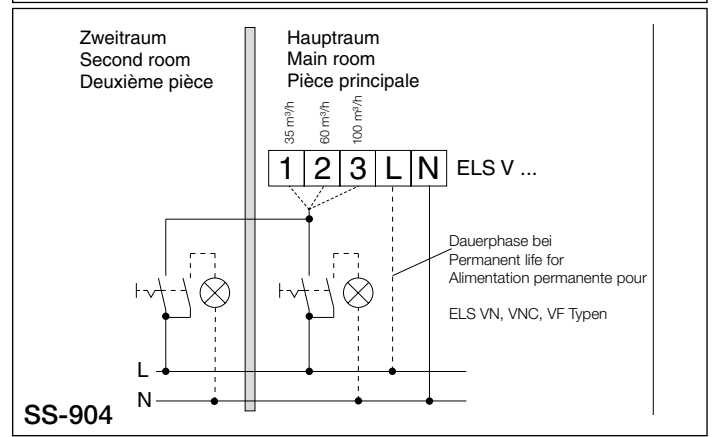 Zweitraum
Second room
Deuxième pièce
Hauptraum
Main room
Pièce principale
35 m³/h
60 m³/h
100 m³/h
1 2 3 L N ELS V ...
Dauerphase bei
Permanent life for
Alimentation permanente pour
ELS VN, VNC, VF Typen
L
N
SS-904